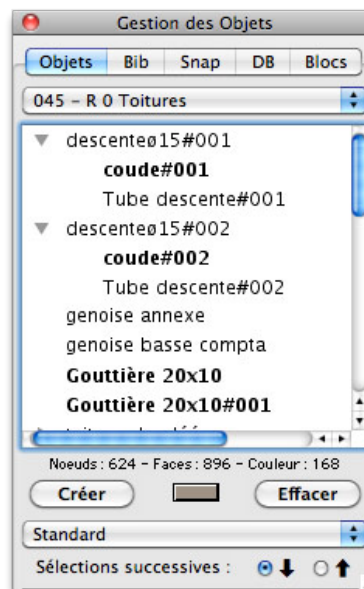 Gestion des Objets
Objets Bib Snap DB Blocs
045 – R 0 Toitures
descenteø15#001
coude#001
Tube descente#001
descenteø15#002
coude#002
Tube descente#002
genoise annexe
genoise basse compta
Gouttière 20x10
Gouttière 20x10#001
Noeuds : 624 – Faces : 896 – Couleur : 168
Créer Effacer
Standard
Sélections successives :